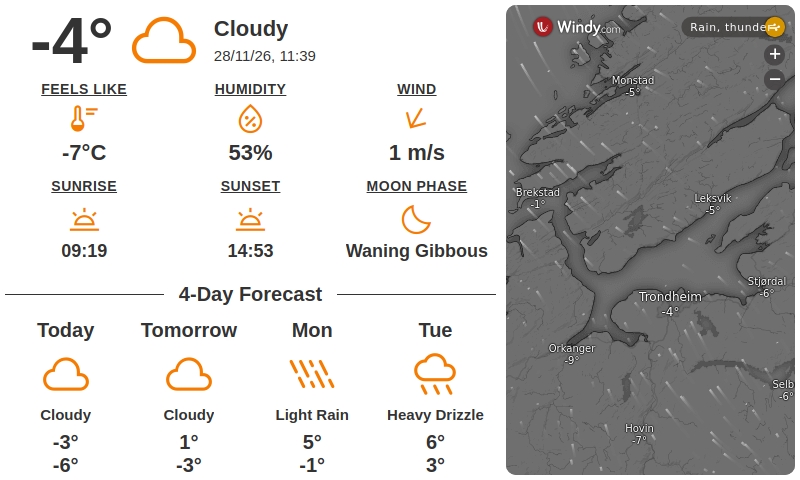 -4°
Cloudy
28/11/26, 11:39
FEELS LIKE
HUMIDITY
WIND
-7°C
53%
1 m/s
SUNRISE
SUNSET
MOON PHASE
09:19
14:53
Waning Gibbous
4-Day Forecast
Today
Tomorrow
Mon
Tue
Cloudy
Cloudy
Light Rain
Heavy Drizzle
-3°
1°
5°
6°
-6°
-3°
-1°
3°
Windy.com
Rain, thunde
+
−
Monstad
-5°
Brekstad
-1°
Leksvik
-5°
Stjørdal
-6°
Trondheim
-4°
Orkanger
-9°
Selb
-6°
Hovin
-7°